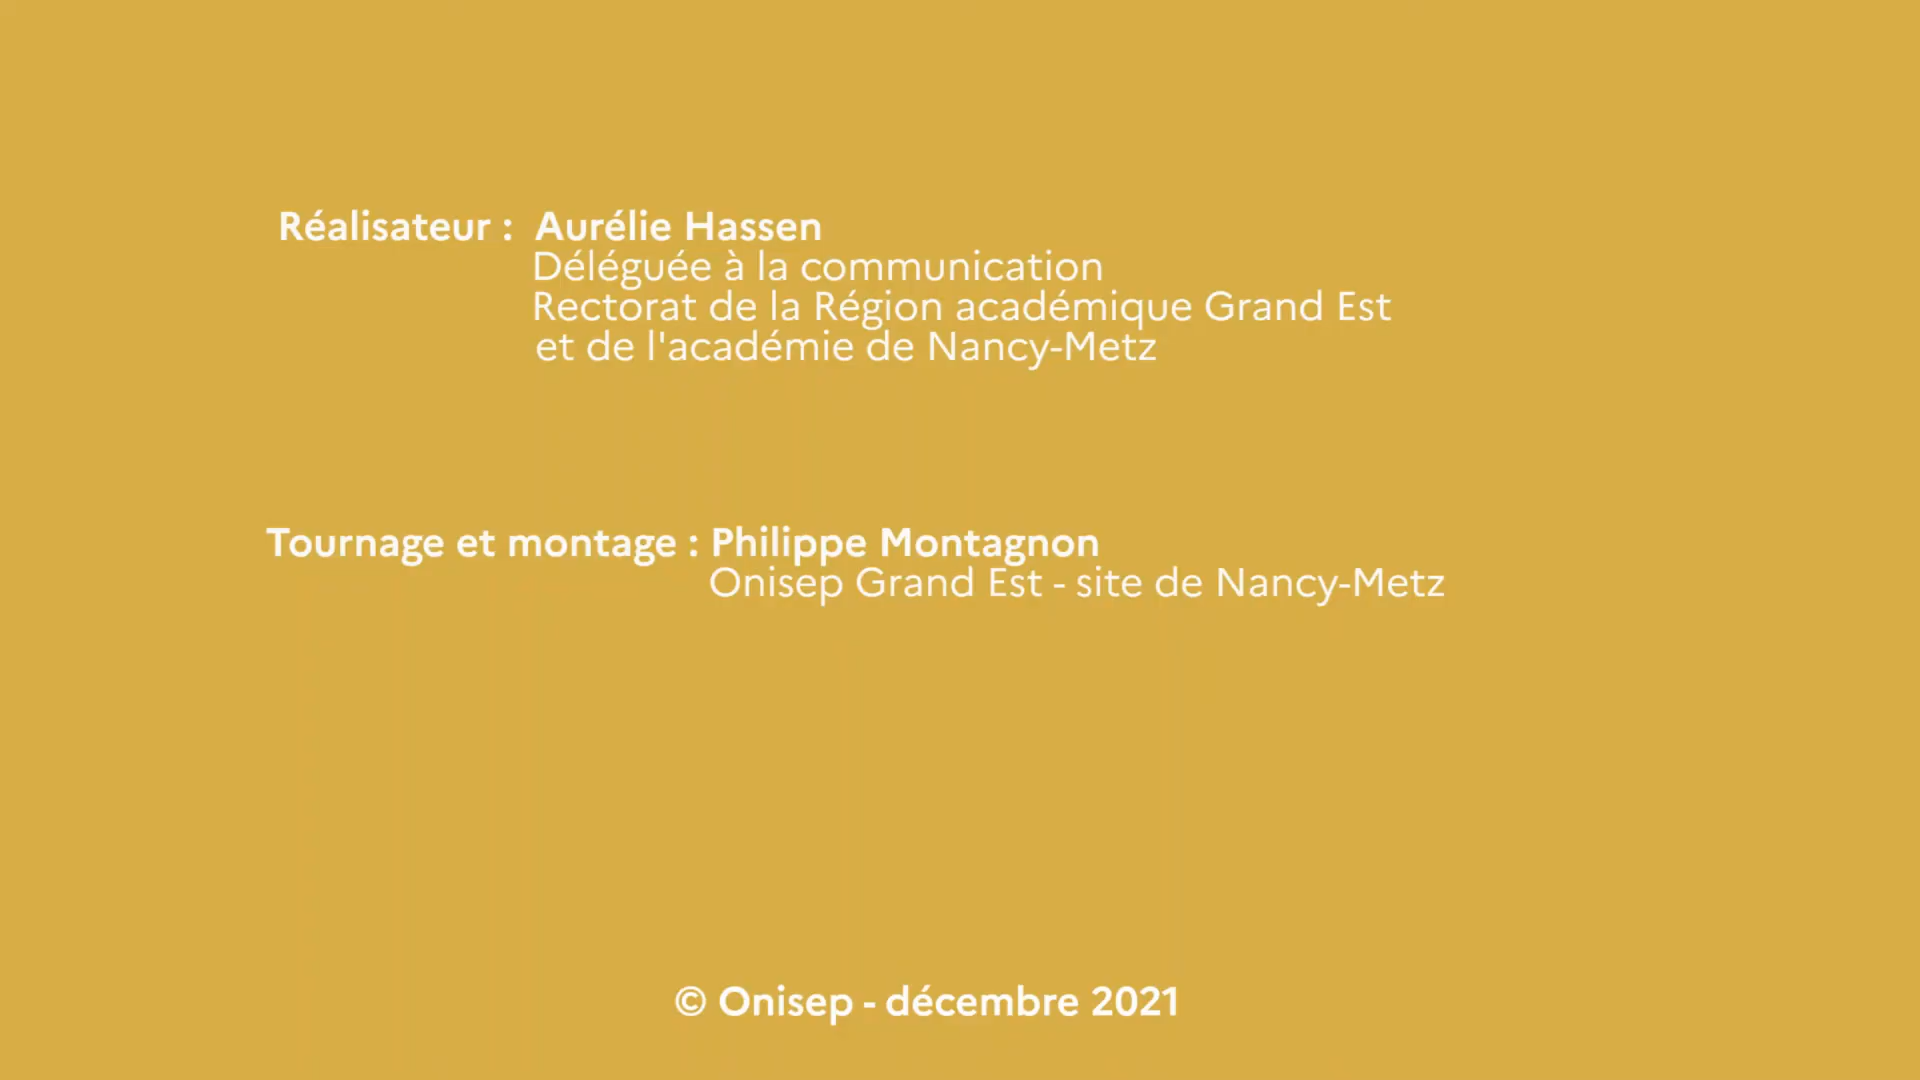 Réalisateur : Aurélie Hassen
Déléguée à la communication
Rectorat de la Région académique Grand Est
et de l'académie de Nancy-Metz
Tournage et montage : Philippe Montagnon
Onisep Grand Est - site de Nancy-Metz
© Onisep - décembre 2021